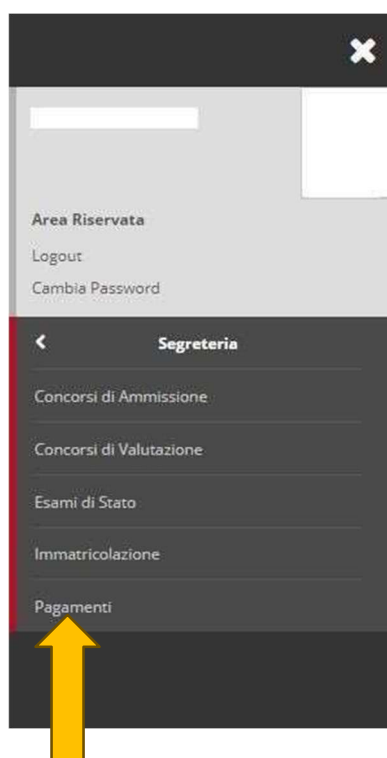 Area Riservata
Logout
Cambia Password
Segreteria
Concorsi di Ammissione
Concorsi di Valutazione
Esami di Stato
Immatricolazione
Pagamenti